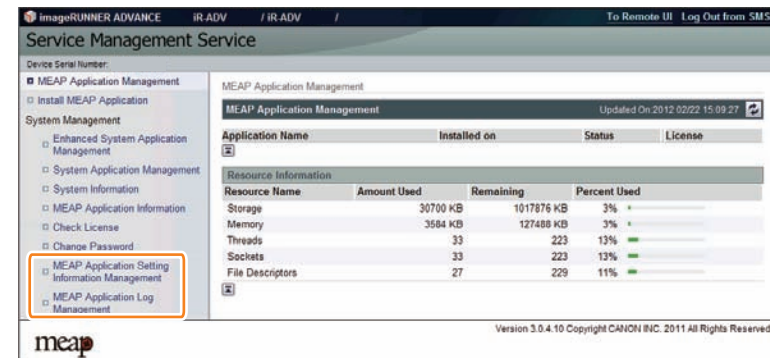 imageRUNNER ADVANCE iR-ADV / iR-ADV / To Remote UI Log Out from SMS
Service Management Service
Device Serial Number:
MEAP Application Management
Install MEAP Application
System Management
Enhanced System Application
Management
System Application Management
System Information
MEAP Application Information
Check License
Change Password
MEAP Application Setting
Information Management
MEAP Application Log
Management
MEAP Application Management
MEAP Application Management Updated On:2012 02/22 15:09:27
Application Name Installed on Status License
Resource Information
Resource Name Amount Used Remaining Percent Used
Storage 30700 KB 1017876 KB 3%
Memory 3584 KB 127488 KB 3%
Threads 33 223 13%
Sockets 33 223 13%
File Descriptors 27 229 11%
meap
Version 3.0.4.10 Copyright CANON INC. 2011 All Rights Reserved